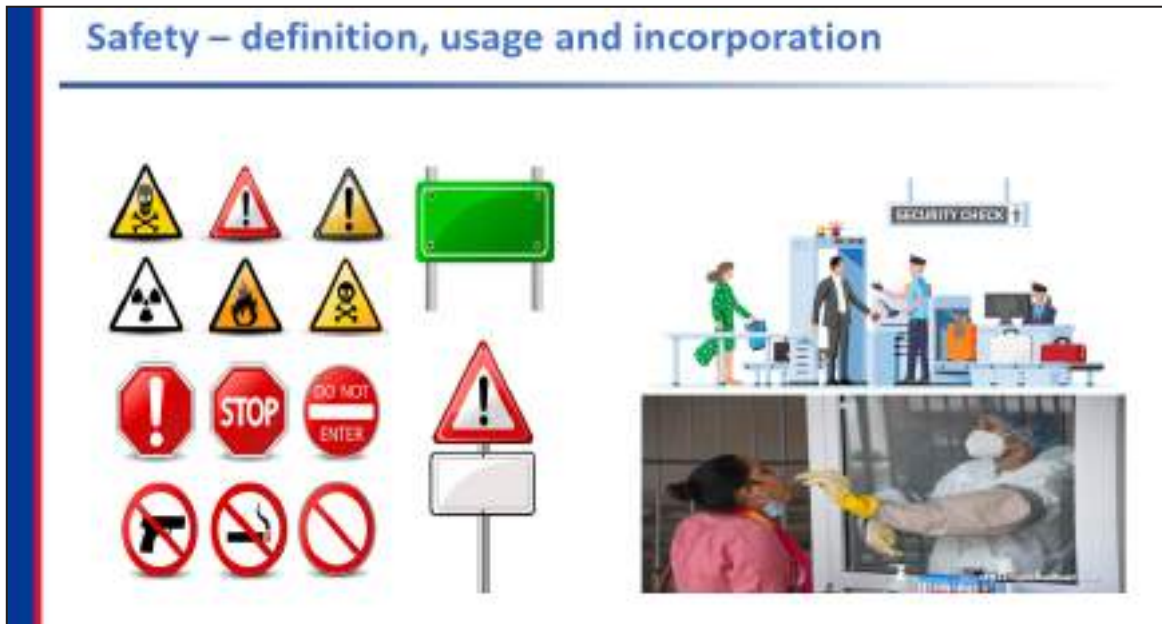 Safety – definition, usage and incorporation
SECURITY CHECK
STOP
DO NOT
ENTER